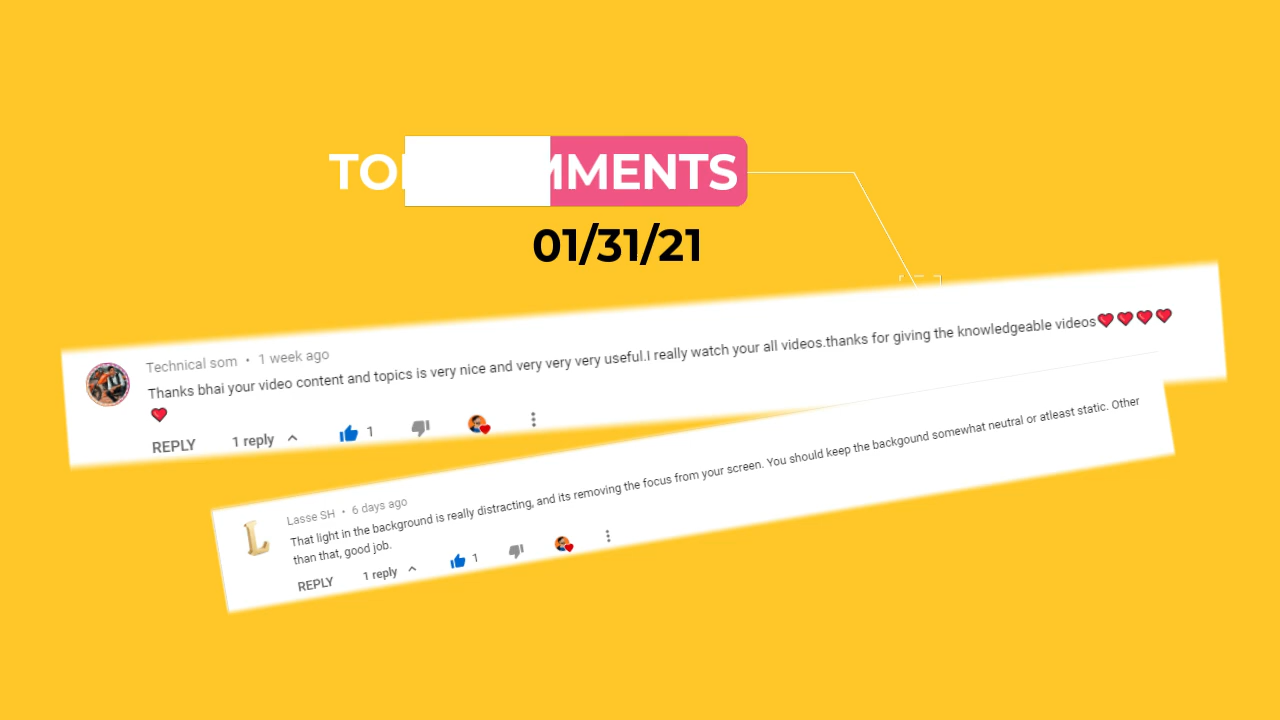 TO MMENTS
01/31/21
Technical som • 1 week ago
Thanks bhai your video content and topics is very nice and very very very useful.I really watch your all videos.thanks for giving the knowledgeable videos❤❤❤❤
❤
REPLY 1 reply 1
Lasse SH • 6 days ago
That light in the background is really distracting, and its removing the focus from your screen. You should keep the backgound somewhat neutral or atleast static. Other
than that, good job.
REPLY 1 reply 1